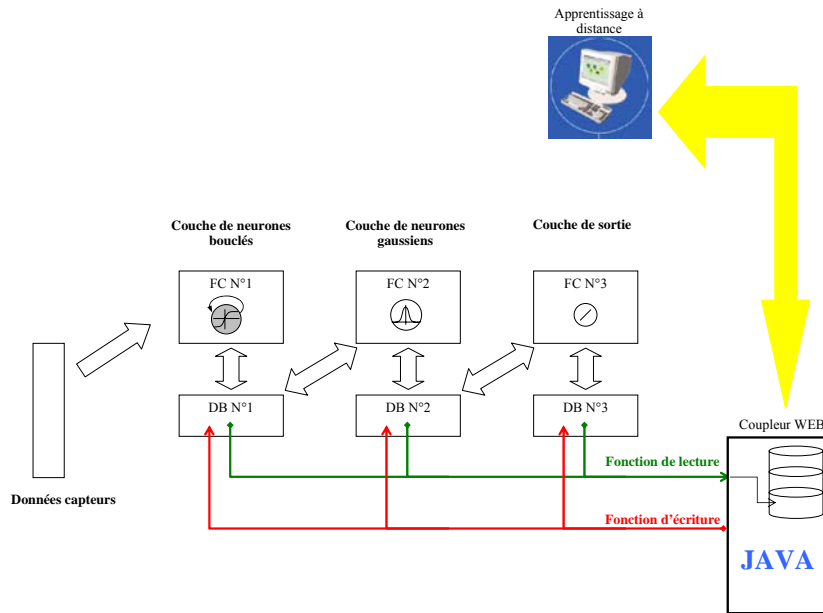 Apprentissage à
distance
Couche de neurones
bouclés
Couche de neurones
gaussiens
Couche de sortie
FC N°1
FC N°2
FC N°3
DB N°1
DB N°2
DB N°3
Coupleur WEB
Fonction de lecture
Données capteurs
Fonction d'écriture
JAVA